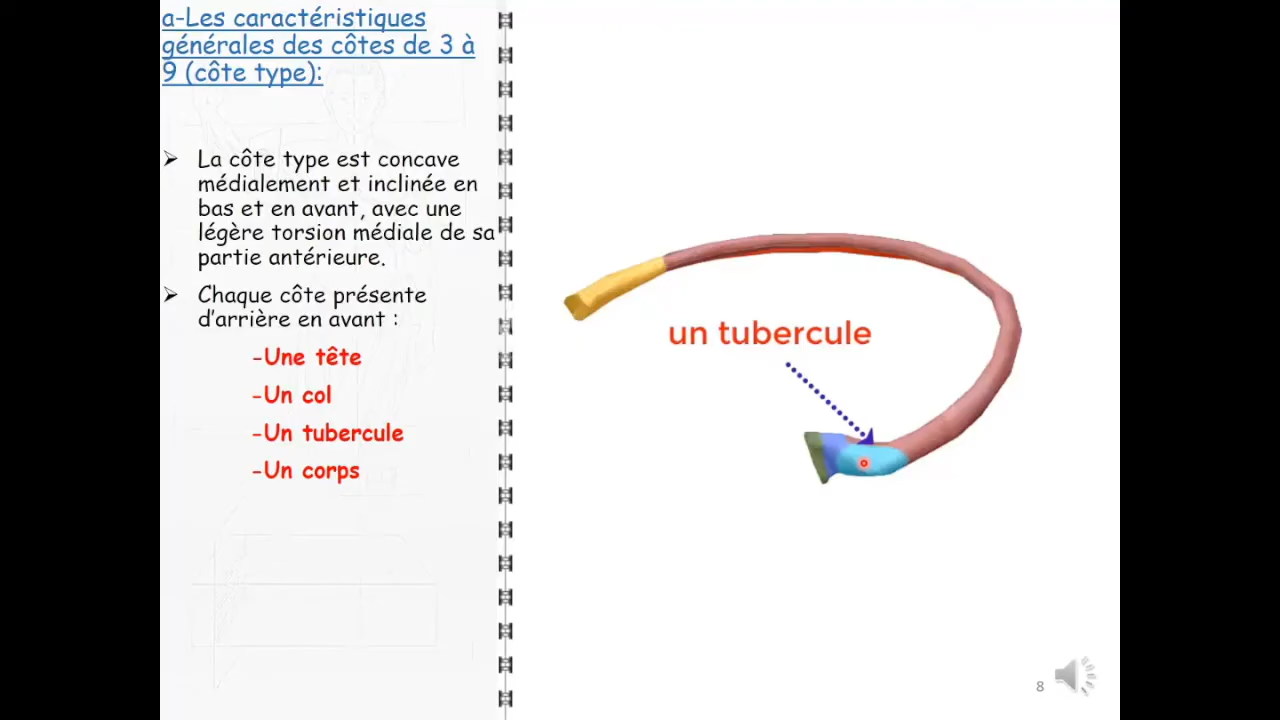 a-Les caractéristiques
générales des côtes de 3 à
9 (côte type):
La côte type est concave
médialement et inclinée en
bas et en avant, avec une
légère torsion médiale de sa
partie antérieure.
Chaque côte présente
d’arrière en avant :
-Une tête
-Un col
-Un tubercule
-Un corps
un tubercule
8